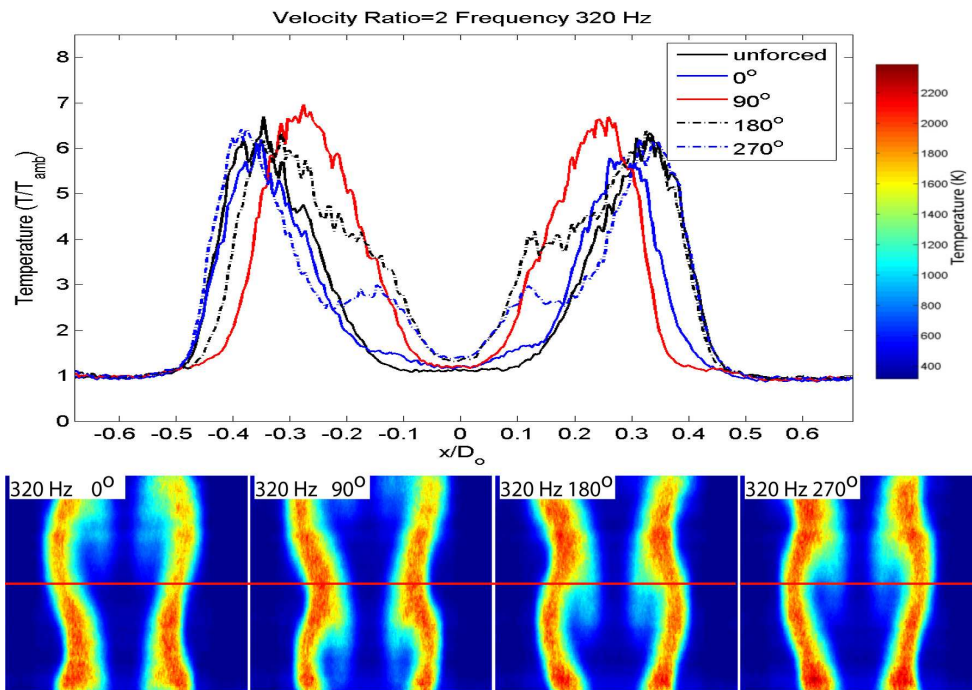 Velocity Ratio=2 Frequency 320 Hz
8
7
6
5
4
3
2
1
0
Temperature (T/T_amb)
-0.6 -0.5 -0.4 -0.3 -0.2 -0.1 0 0.1 0.2 0.3 0.4 0.5 0.6
x/D_o
unforced
0°
90°
180°
270°
2200
2000
1800
1600
1400
1200
1000
800
600
400
Temperature (K)
320 Hz 0°
320 Hz 90°
320 Hz 180°
320 Hz 270°